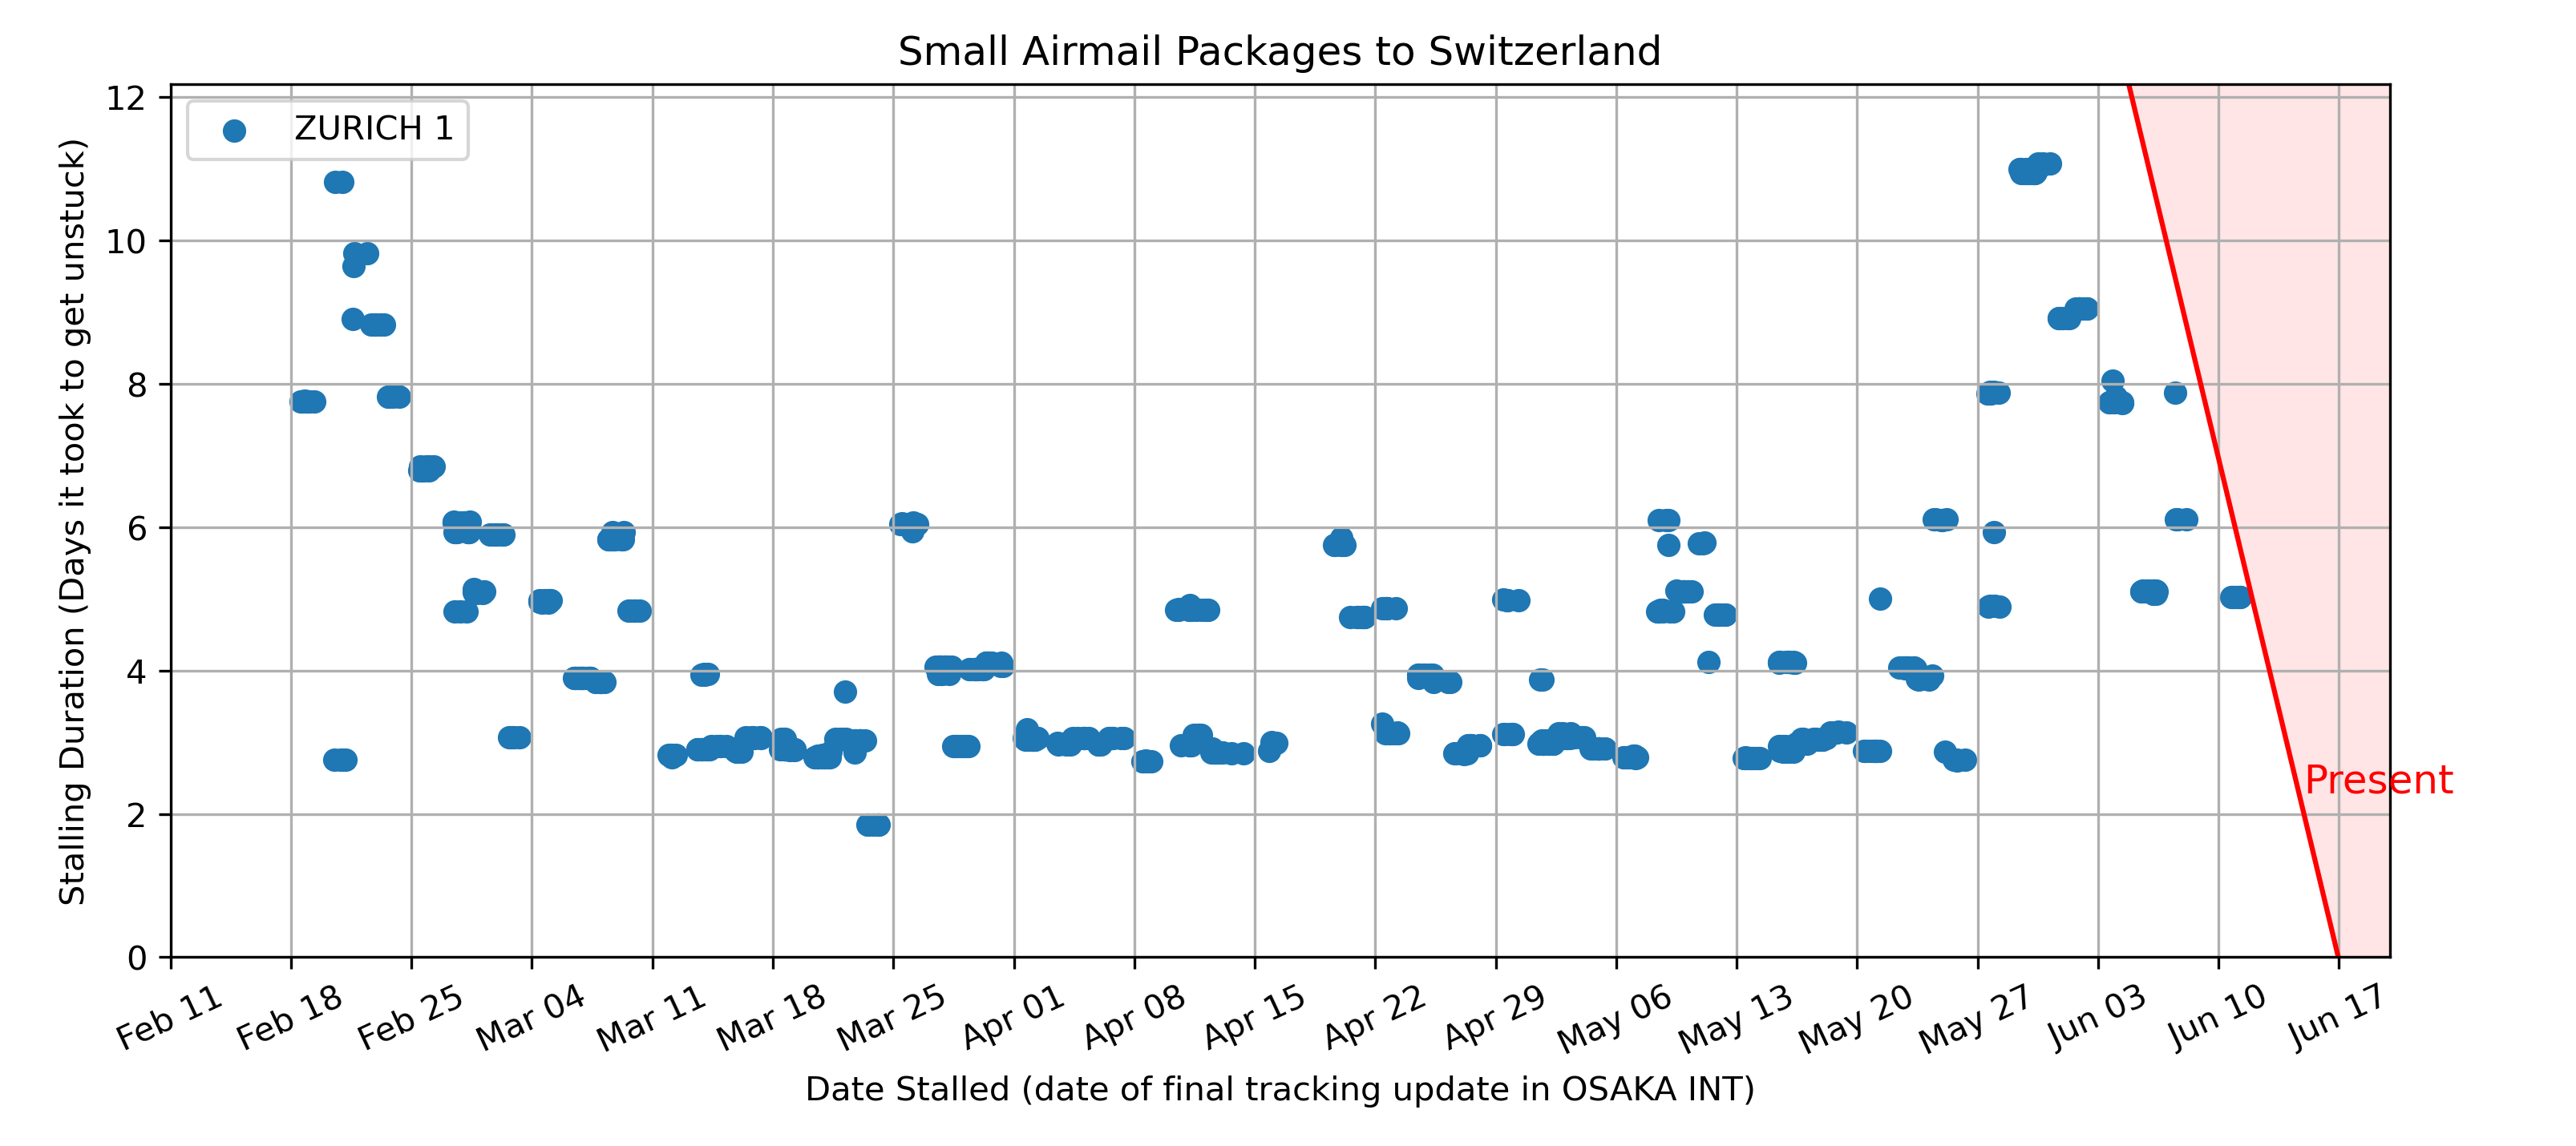 Small Airmail Packages to Switzerland
ZURICH 1
Stalling Duration (Days it took to get unstuck)
12
10
8
6
4
2
0
Present
Feb 11
Feb 18
Feb 25
Mar 04
Mar 11
Mar 18
Mar 25
Apr 01
Apr 08
Apr 15
Apr 22
Apr 29
May 06
May 13
May 20
May 27
Jun 03
Jun 10
Jun 17
Date Stalled (date of final tracking update in OSAKA INT)